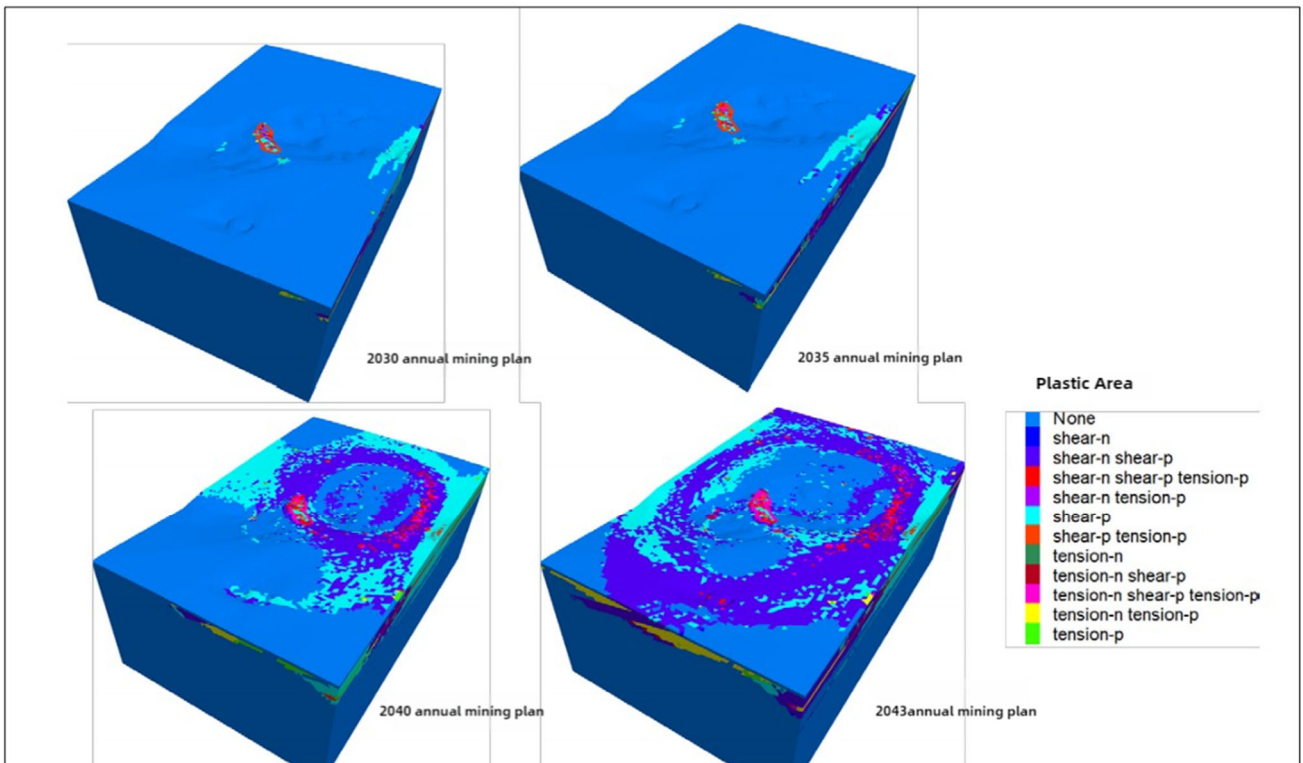 2030 annual mining plan
2035 annual mining plan
2040 annual mining plan
2043annual mining plan
Plastic Area
None
shear-n
shear-n shear-p
shear-n shear-p tension-p
shear-n tension-p
shear-p
shear-p tension-p
tension-n
tension-n shear-p
tension-n shear-p tension-p
tension-n tension-p
tension-p